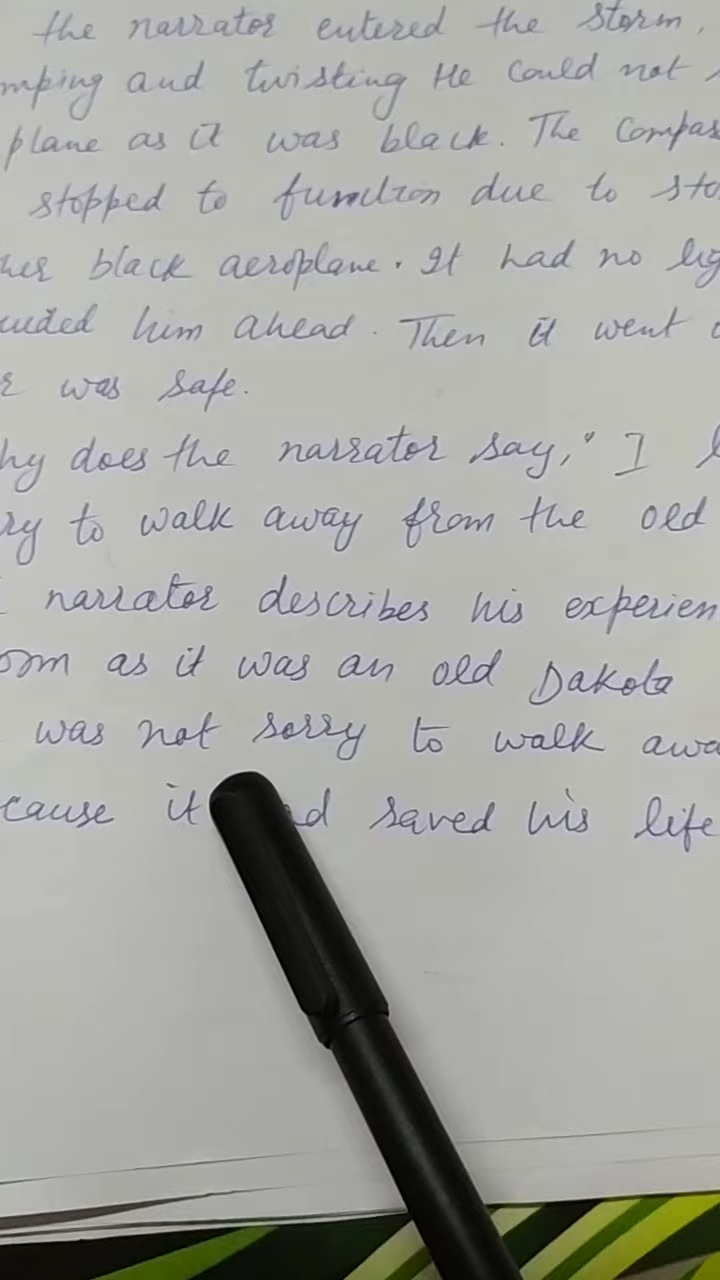 the narrator entered the storm,
mping and twisting He could not
plane as it was black. The Compas
stopped to function due to sto
her black aeroplane. It had no lig
uided him ahead. Then it went
was safe.
hy does the narrator say," I
ry to walk away from the old
narrator describes his experien
orm as it was an old Dakota
was not sorry to walk awa
cause it saved his life